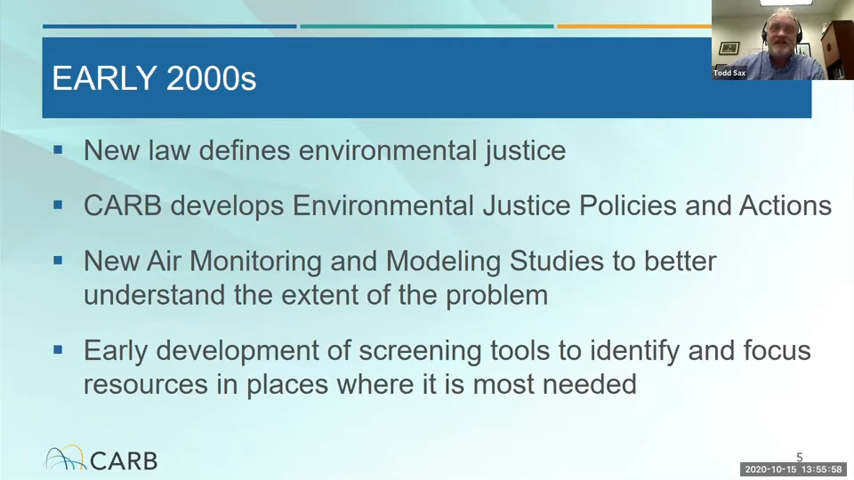 Todd Sax
EARLY 2000s
New law defines environmental justice
CARB develops Environmental Justice Policies and Actions
New Air Monitoring and Modeling Studies to better
understand the extent of the problem
Early development of screening tools to identify and focus
resources in places where it is most needed
CARB
5
2020-10-15 13:55:58